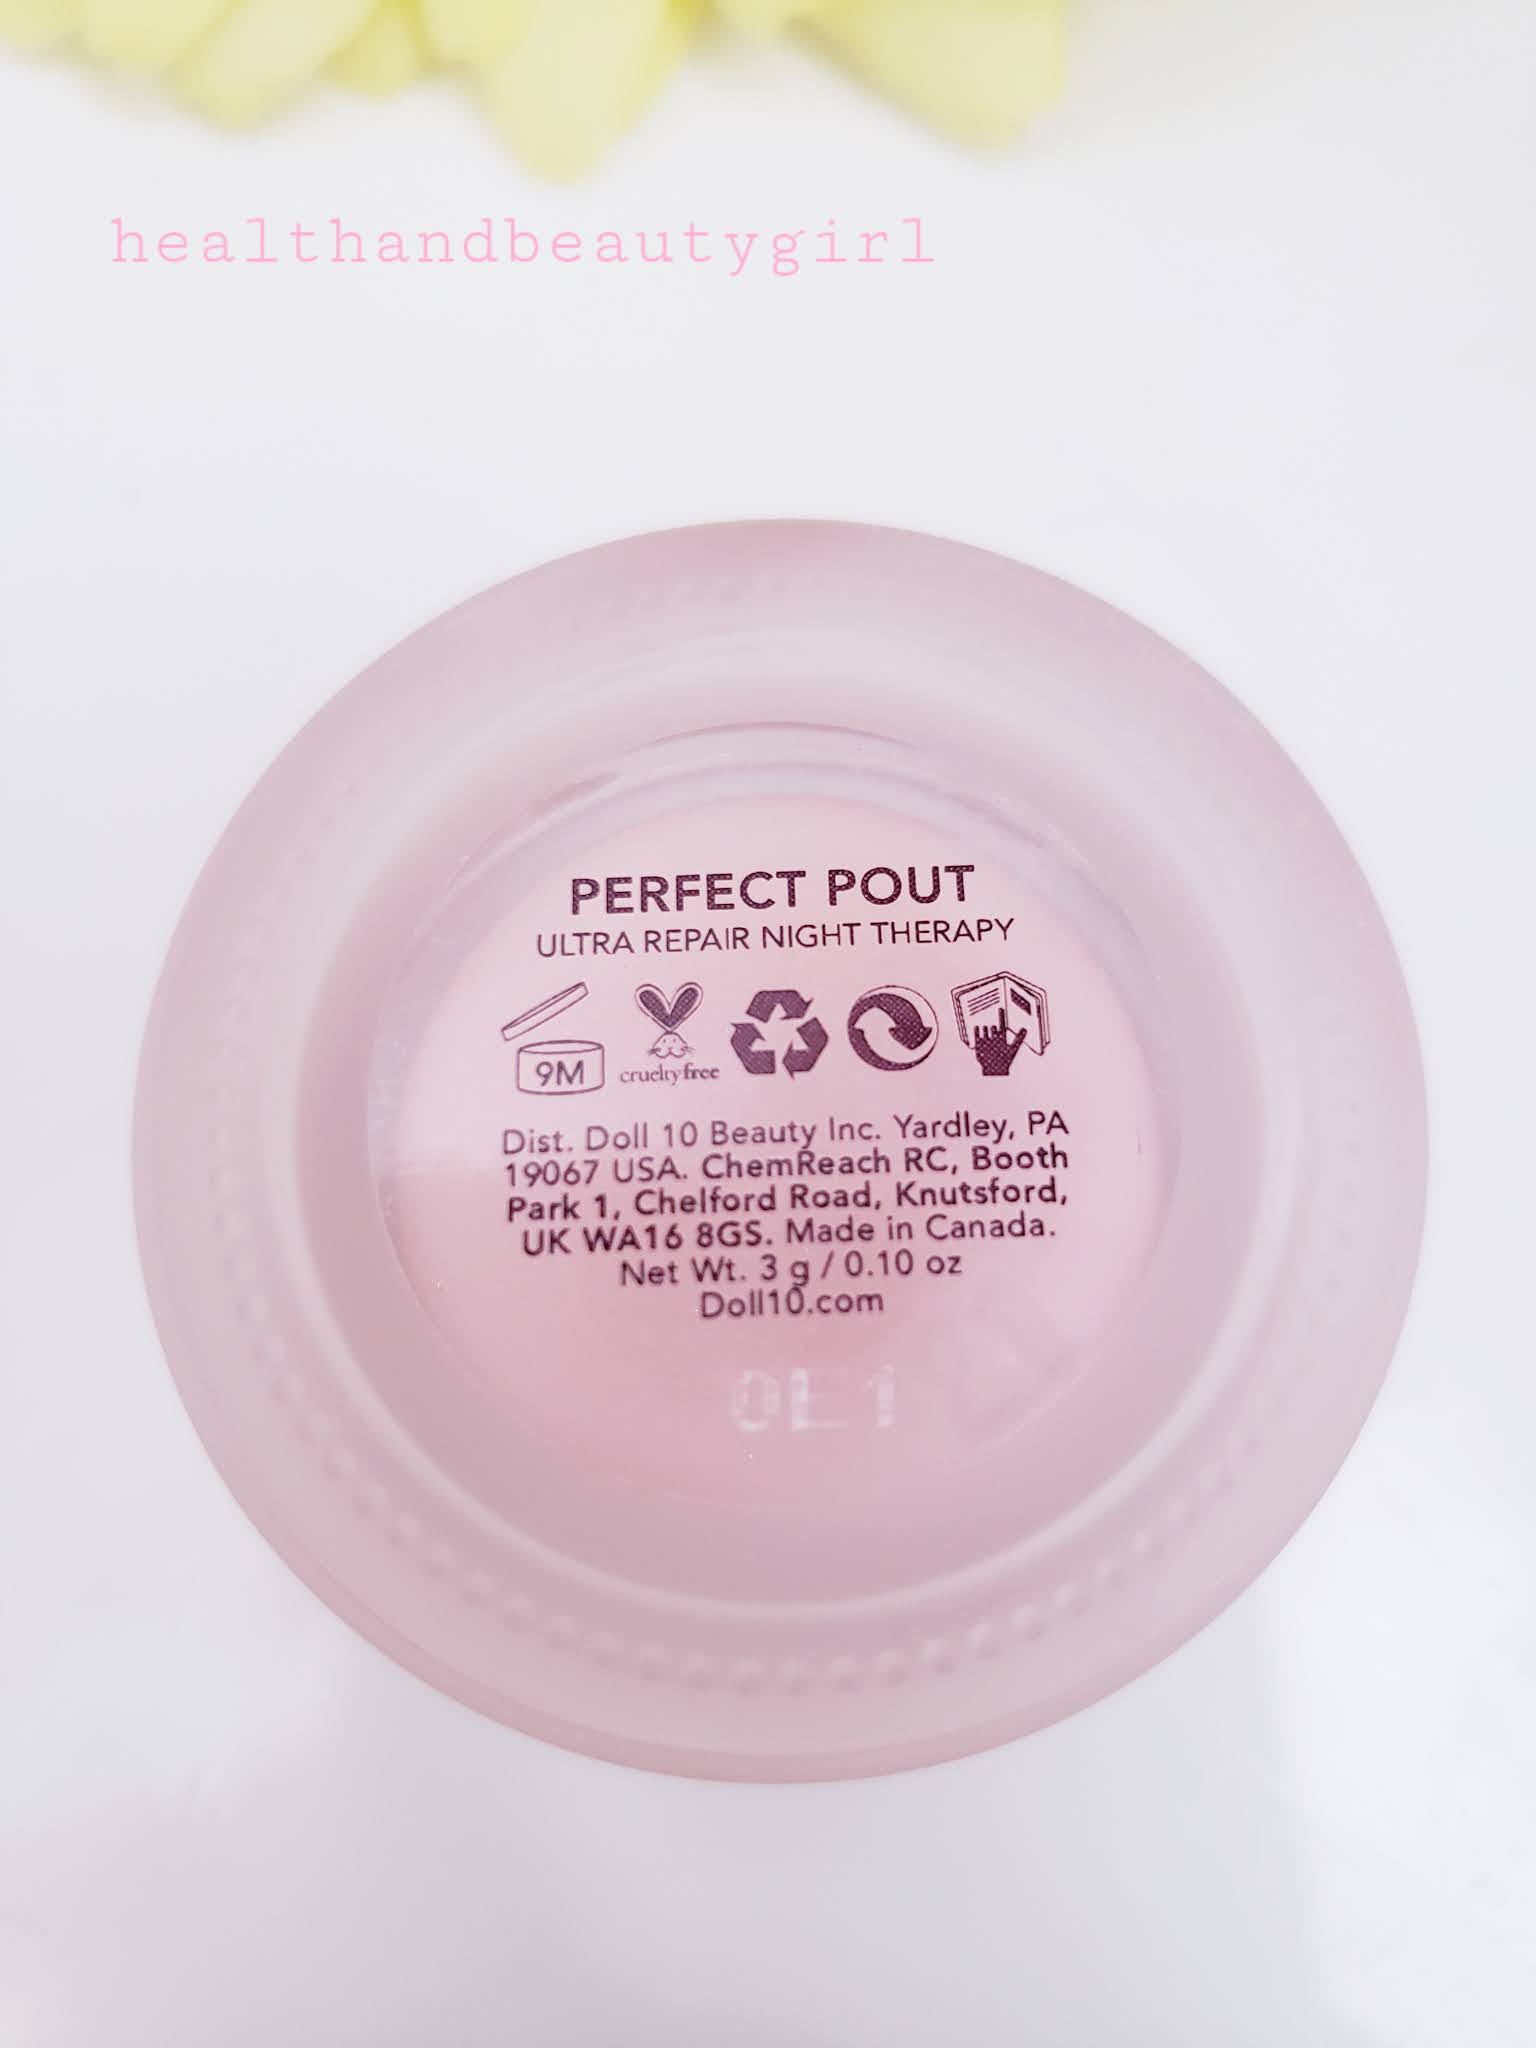 healthandbeautygirl
PERFECT POUT
ULTRA REPAIR NIGHT THERAPY
9M
crueltyfree
Dist. Doll 10 Beauty Inc. Yardley, PA
19067 USA. ChemReach RC, Booth
Park 1, Chelford Road, Knutsford,
UK WA16 8GS. Made in Canada.
Net Wt. 3 g / 0.10 oz
Doll10.com
0E1